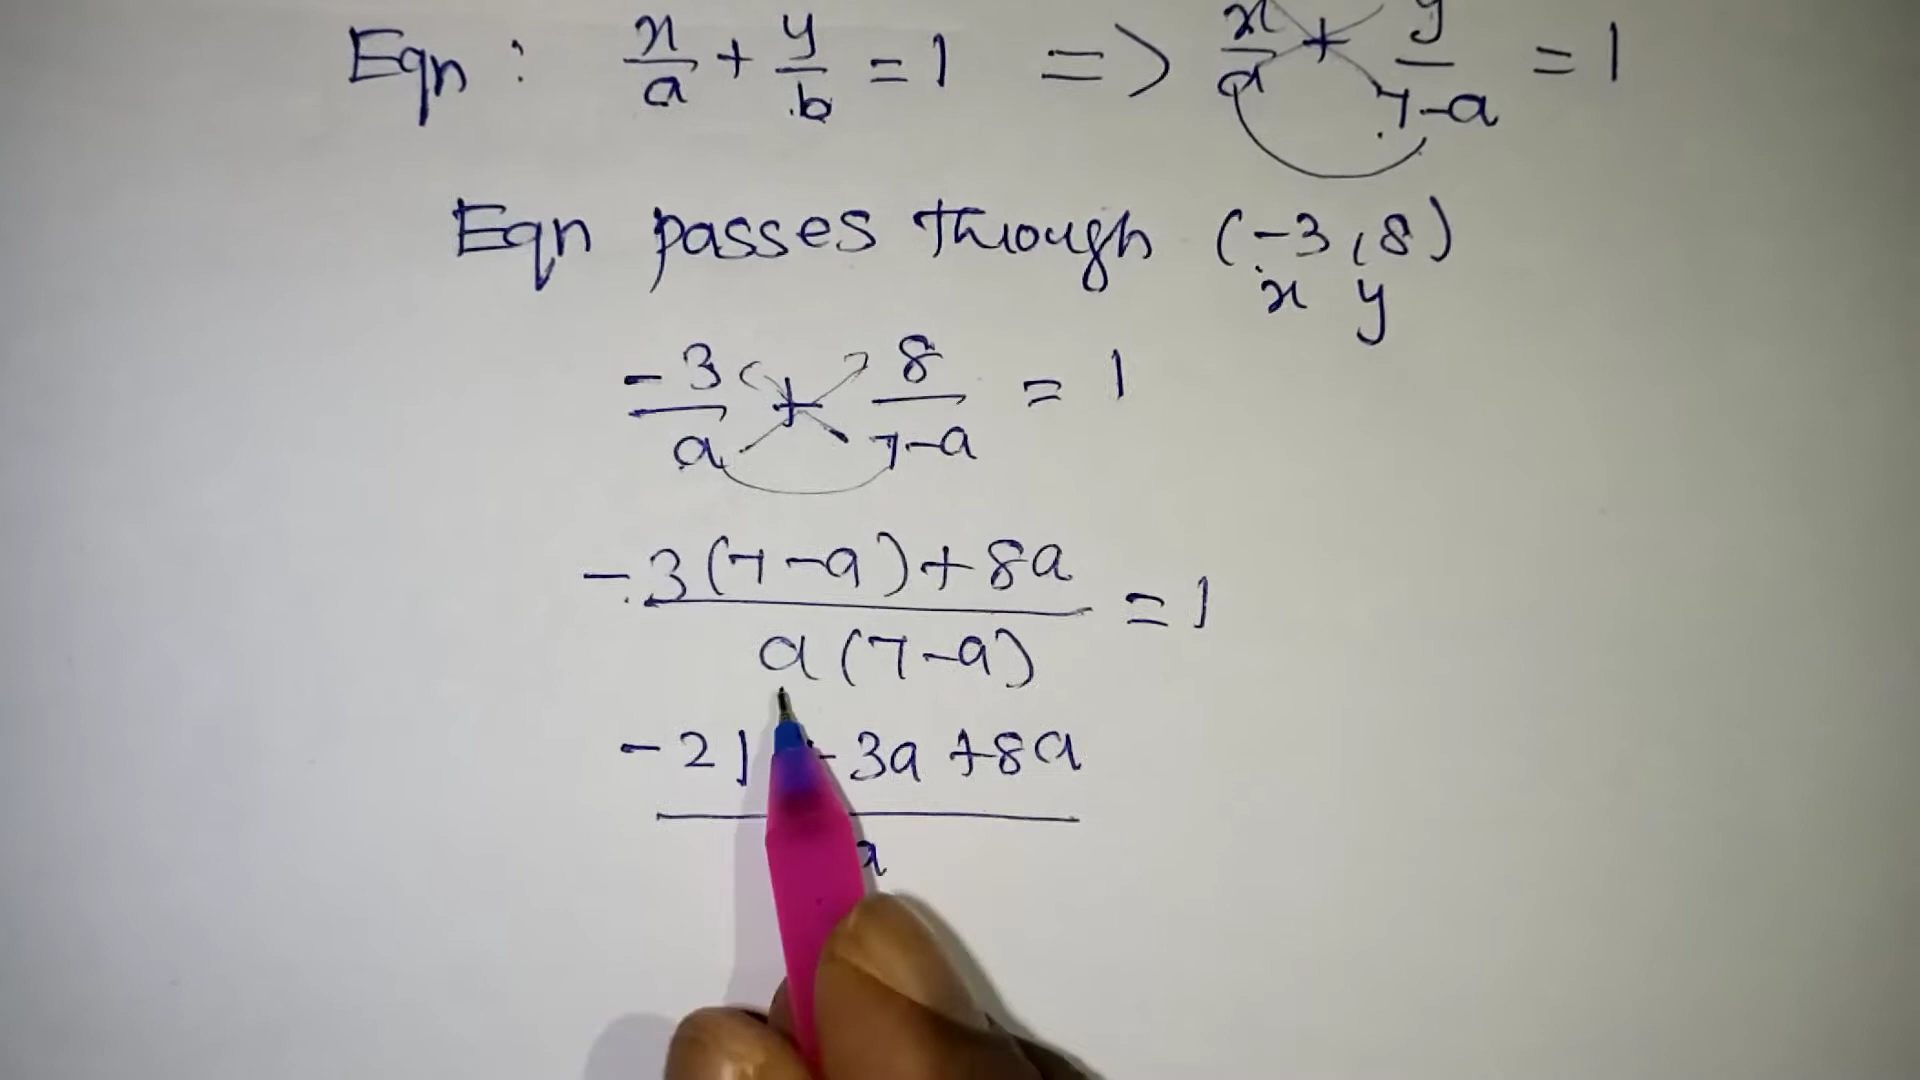 Eqn : x/a + y/b = 1 => x/a + y/7-a = 1
Eqn passes through (-3, 8)
x y
-3/a + 8/7-a = 1
-3(7-a)+8a / a(7-a) = 1
-21 + 3a + 8a
a